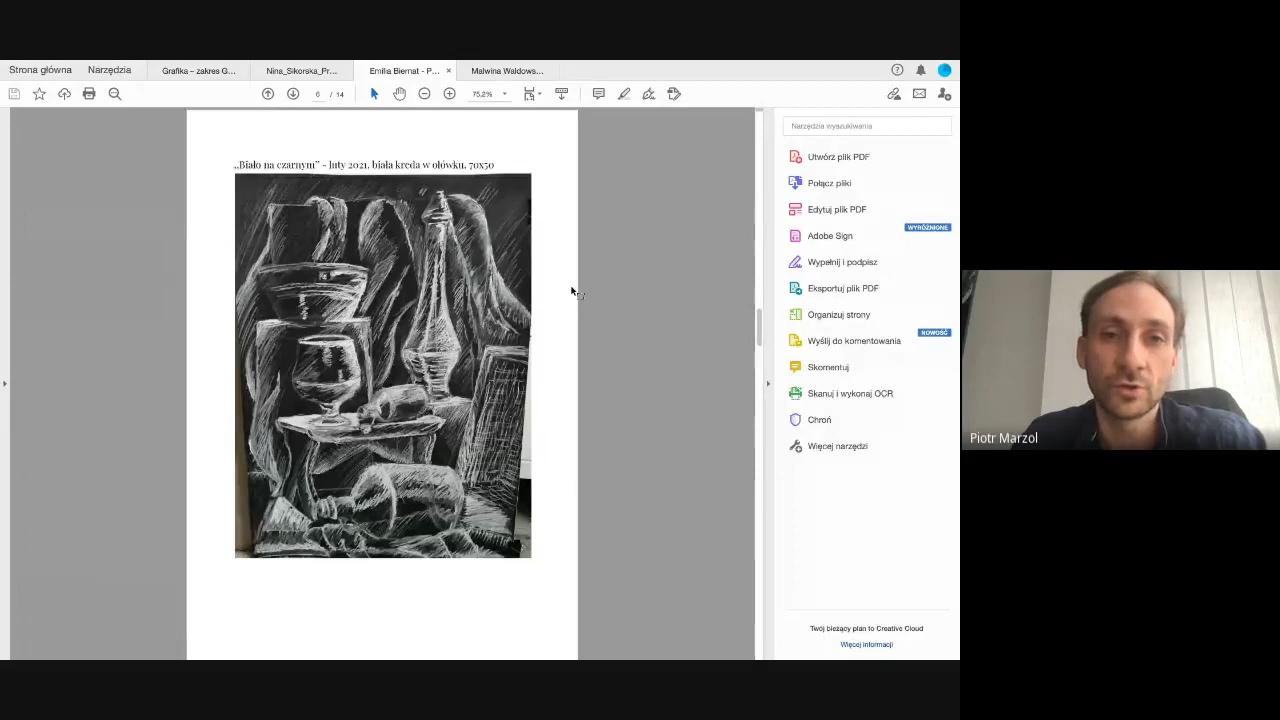 Strona główna Narzędzia Grafika – zakres G... Nina_Sikorska_Pr... Emilia Biernat - P... × Malwina Waldows...
6 / 14 75,2%
,,Biało na czarnym" - luty 2021, biała kreda w ołówku, 70x50
Narzędzia wyszukiwania
Utwórz plik PDF
Połącz pliki
Edytuj plik PDF
WYRÓŻNIONE
Adobe Sign
Wypełnij i podpisz
Eksportuj plik PDF
Organizuj strony
NOWOŚĆ
Wyślij do komentowania
Skomentuj
Skanuj i wykonaj OCR
Chroń
Więcej narzędzi
Twój bieżący plan to Creative Cloud
Więcej informacji
Piotr Marzol